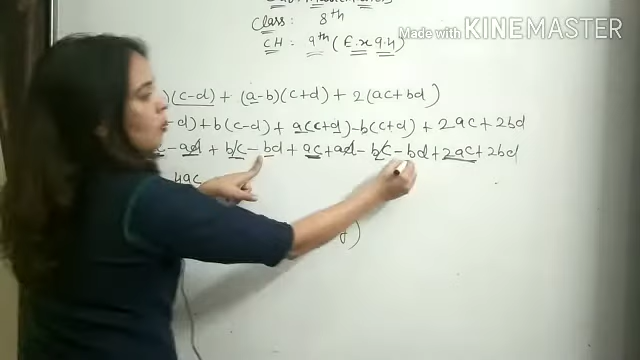 Class: 8th
CH: 9th (Ex 9.4)
Made with KINEMASTER
)(c-d) + (a-b)(c+d) + 2(ac+bd)
-d) + b(c-d) + a(c+d) - b(c+d) + 2ac + 2bd
- ad + bc - bd + ac + ad - bc - bd + 2ac + 2bd
4ac
)